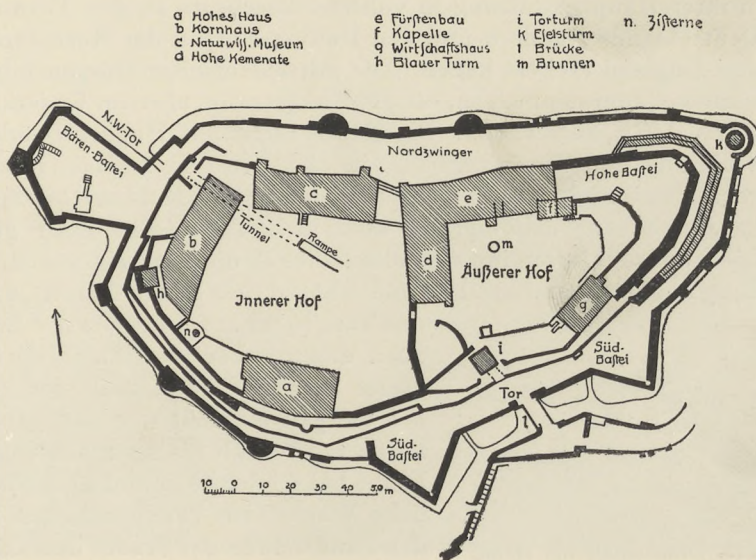 a Hohes Haus
b Kornhaus
c Naturwiſſ. Muſeum
d Hohe Kemenate
e Fürſtenbau
f Kapelle
g Wirtſchaftshaus
h Blauer Turm
i Torturm
k Eſelsturm
l Brücke
m Brunnen
n. Ziſterne
N.W.-Tor
Bären-Baſtei
Nordzwinger
k
Hohe Baſtei
c
e
f
b
Tunnel
Rampe
d
m
Äußerer Hof
Innerer Hof
h
g
n
i
Süd-
Baſtei
a
Tor
l
Süd-
Baſtei
10 0 10 20 30 40 50 m